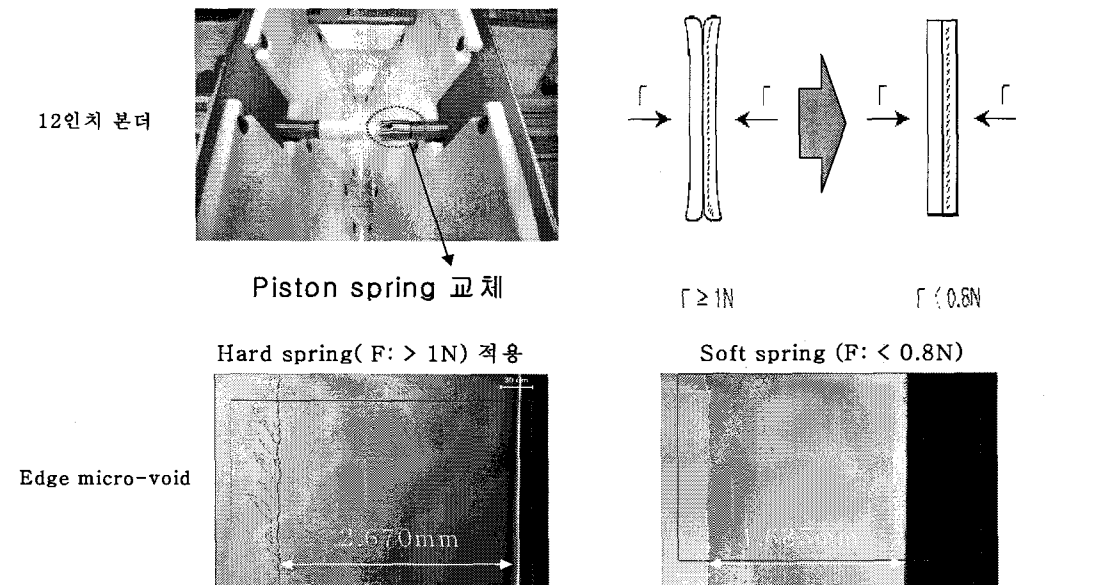 12인치 본더
Γ Γ Γ Γ
Piston spring 교체
Γ ≥ 1N
Γ < 0.8N
Hard spring( F: > 1N) 적용
Soft spring (F: < 0.8N)
Edge micro-void
2.670mm